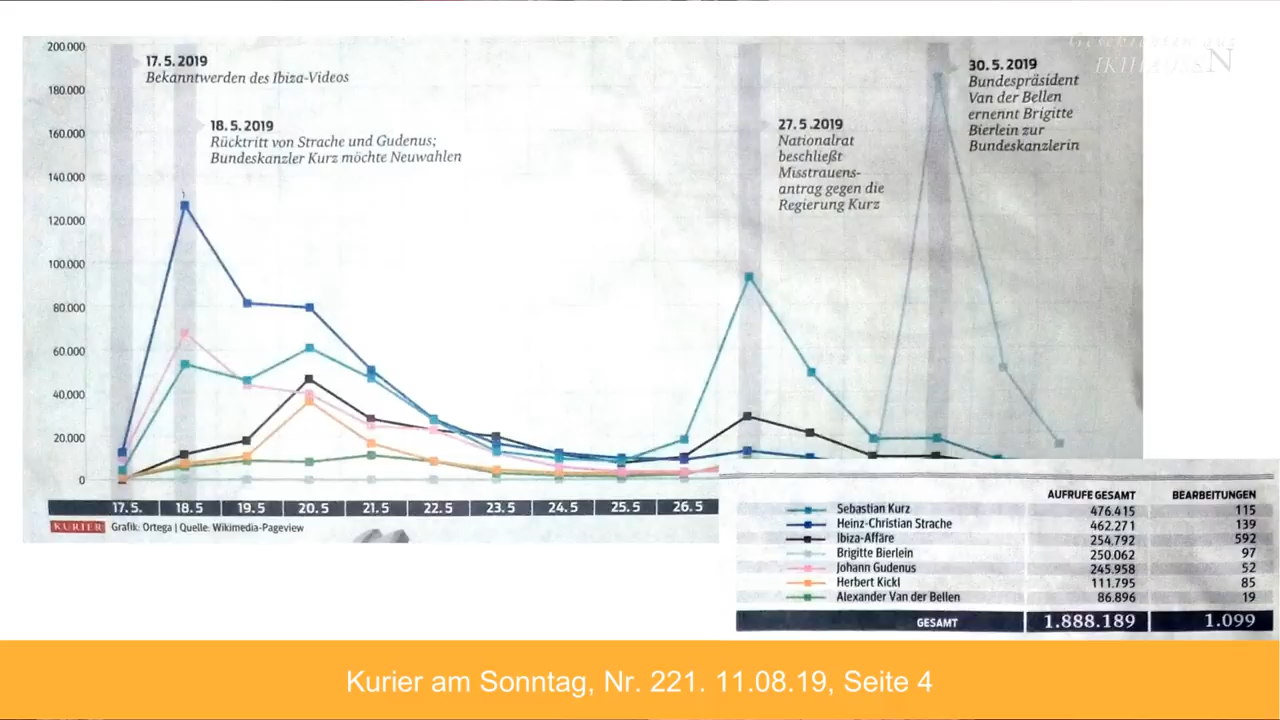 200.000
180.000
160.000
140.000
120.000
100.000
80.000
60.000
40.000
20.000
0
17. 5. 2019
Bekanntwerden des Ibiza-Videos
18. 5. 2019
Rücktritt von Strache und Gudenus;
Bundeskanzler Kurz möchte Neuwahlen
27. 5 .2019
Nationalrat
beschließt
Misstrauens-
antrag gegen die
Regierung Kurz
30. 5. 2019
Bundespräsident
Van der Bellen
ernennt Brigitte
Bierlein zur
Bundeskanzlerin
17. 5. 18.5 19.5 20.5 21.5 22.5 23.5 24.5 25.5 26.5
KURIER Grafik: Ortega | Quelle: Wikimedia-Pageview
AUFRUFE GESAMT BEARBEITUNGEN
Sebastian Kurz 476.415 115
Heinz-Christian Strache 462.271 139
Ibiza-Affäre 254.792 592
Brigitte Bierlein 250.062 97
Johann Gudenus 245.958 52
Herbert Kickl 111.795 85
Alexander Van der Bellen 86.896 19
GESAMT 1.888.189 1.099
Kurier am Sonntag, Nr. 221. 11.08.19, Seite 4